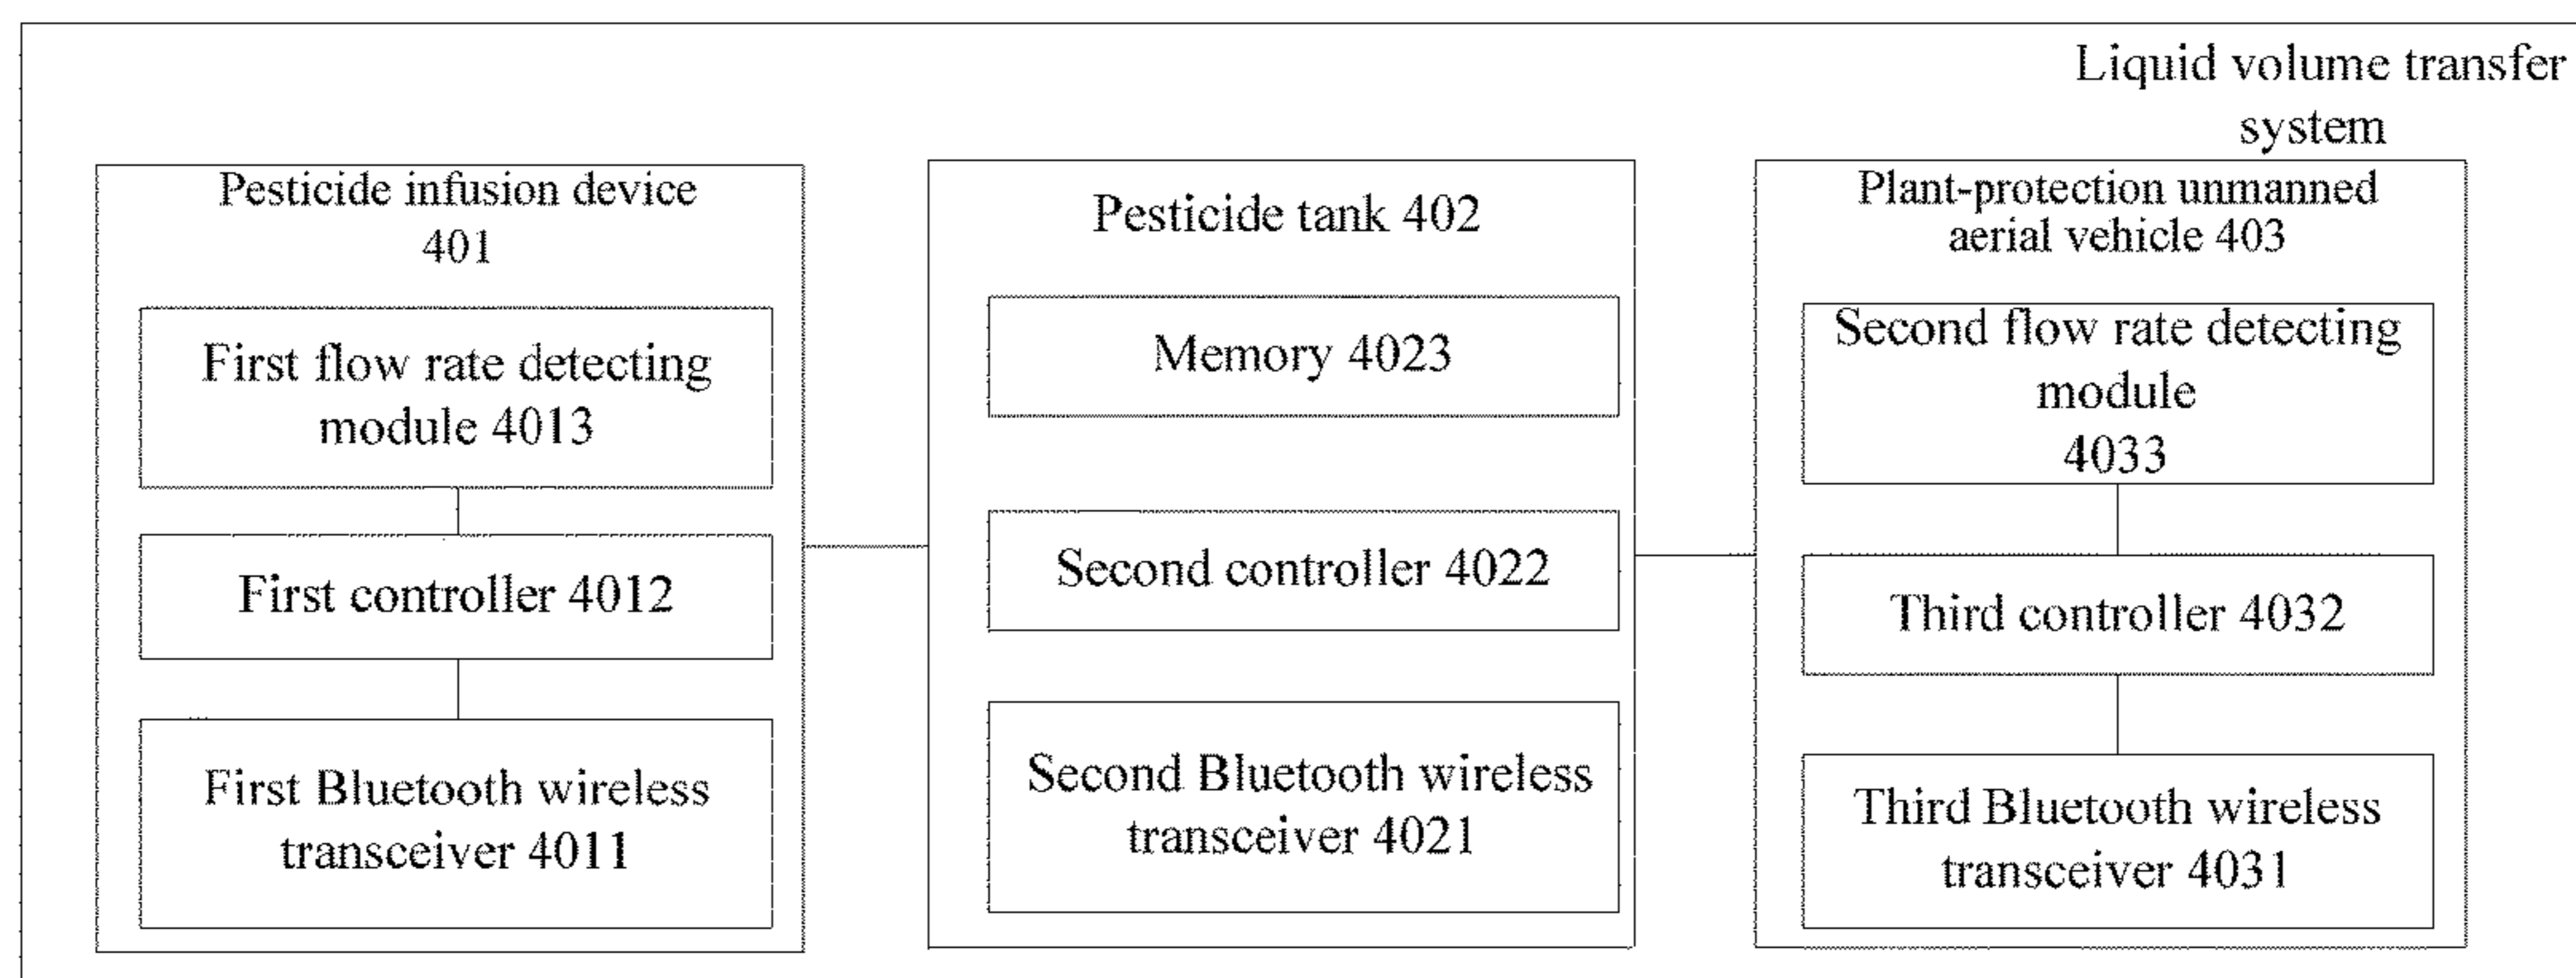 Liquid volume transfer
system
Pesticide infusion device
401
First flow rate detecting
module 4013
First controller 4012
First Bluetooth wireless
transceiver 4011
Pesticide tank 402
Memory 4023
Second controller 4022
Second Bluetooth wireless
transceiver 4021
Plant-protection unmanned
aerial vehicle 403
Second flow rate detecting
module
4033
Third controller 4032
Third Bluetooth wireless
transceiver 4031